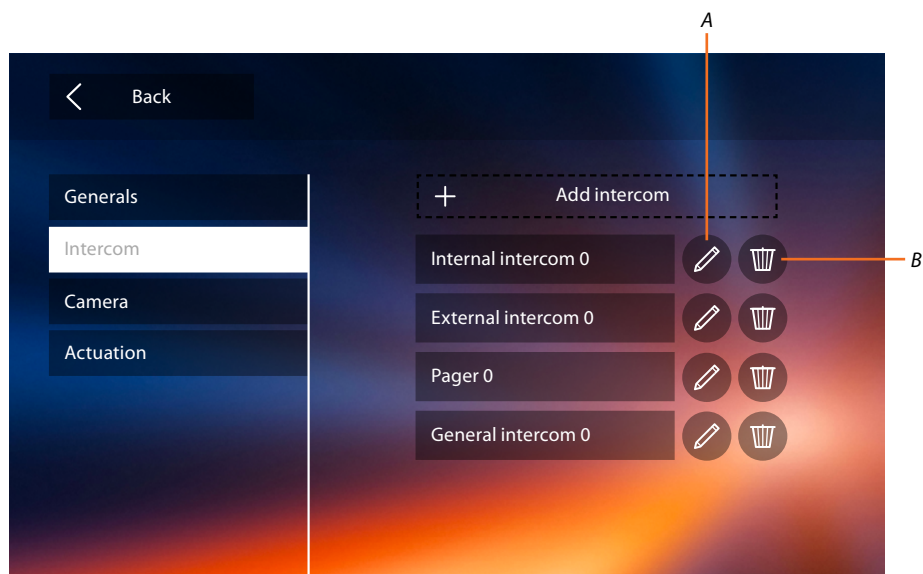 A
Back
Generals
Add intercom
Intercom
Internal intercom 0
B
Camera
External intercom 0
Actuation
Pager 0
General intercom 0